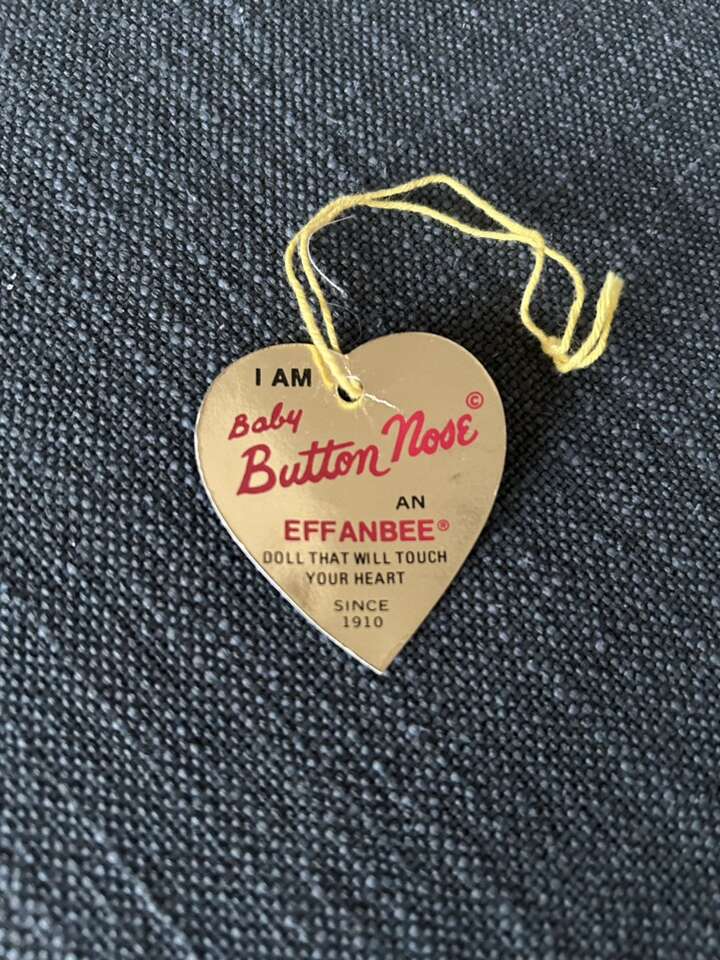 I AM
Baby
Button Nose ©
AN
EFFANBEE®
DOLL THAT WILL TOUCH
YOUR HEART
SINCE
1910